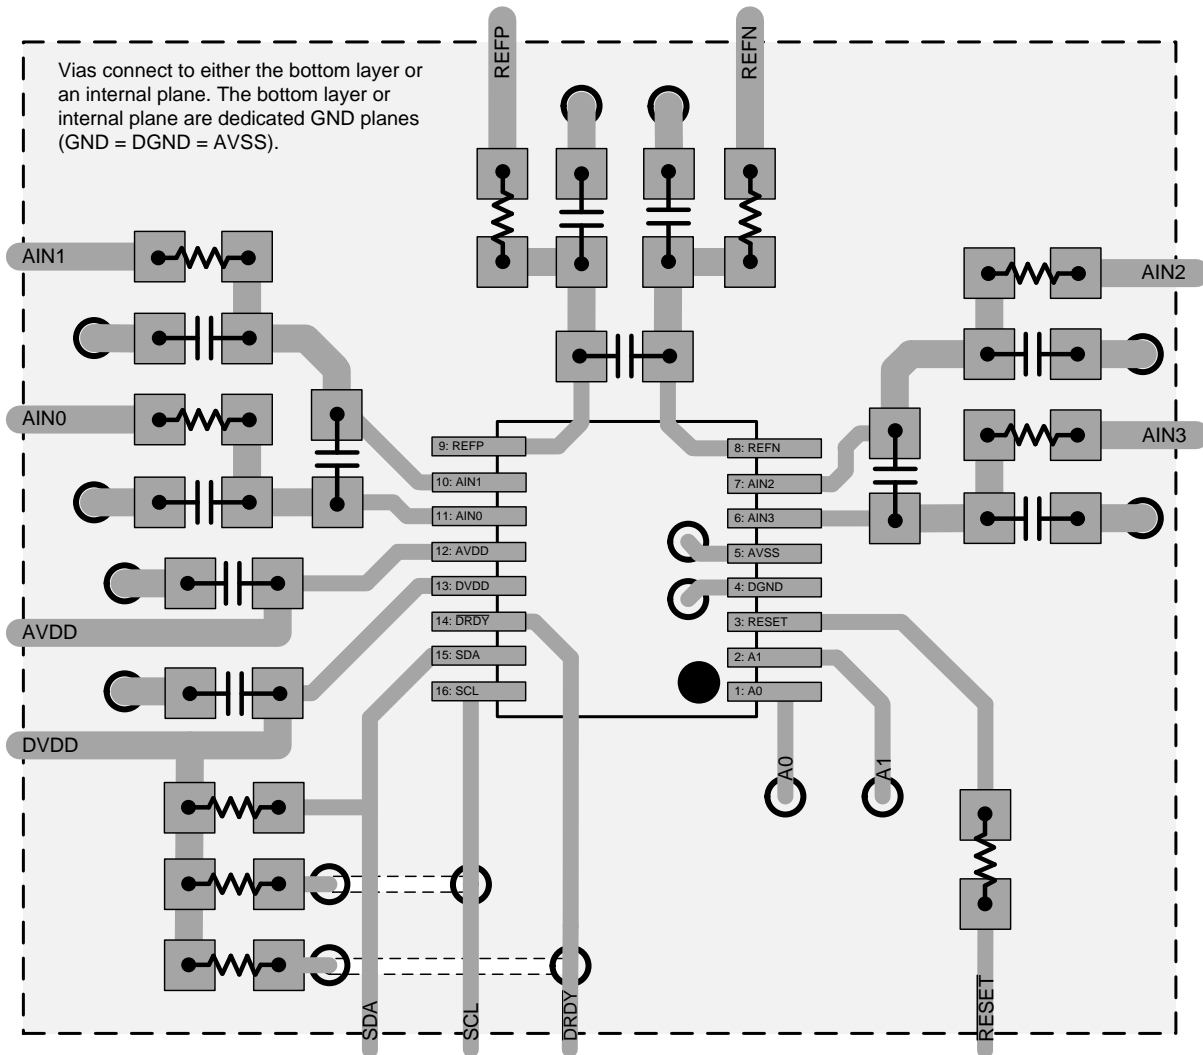 REFP
REFN
Vias connect to either the bottom layer or
an internal plane. The bottom layer or
internal plane are dedicated GND planes
(GND = DGND = AVSS).
AIN1
AIN2
AIN0
AIN3
9: REFP
8: REFN
10: AIN1
7: AIN2
11: AIN0
6: AIN3
12: AVDD
5: AVSS
13: DVDD
4: DGND
14: DRDY
3: RESET
15: SDA
2: A1
16: SCL
1: A0
AVDD
DVDD
A0
A1
SDA
SCL
DRDY
RESET